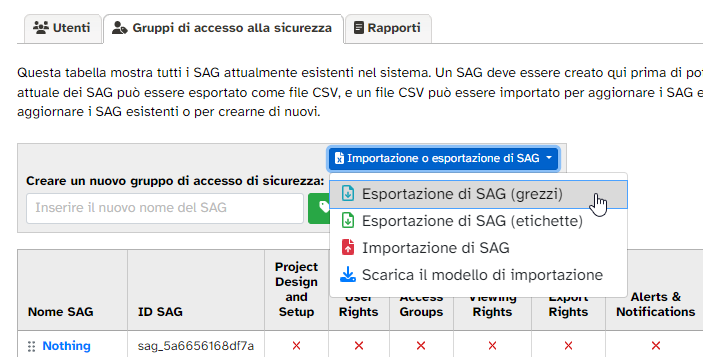 Utenti
Gruppi di accesso alla sicurezza
Rapporti
Questa tabella mostra tutti i SAG attualmente esistenti nel sistema. Un SAG deve essere creato qui prima di
attuale dei SAG può essere esportato come file CSV, e un file CSV può essere importato per aggiornare i SAG
aggiornare i SAG esistenti o per crearne di nuovi.
Importazione o esportazione di SAG
Creare un nuovo gruppo di accesso di sicurezza:
Inserire il nuovo nome del SAG
Esportazione di SAG (grezzi)
Esportazione di SAG (etichette)
Importazione di SAG
Scarica il modello di importazione
Nome SAG
ID SAG
Project
Design
and
Setup
User
Rights
Access
Groups
Viewing
Rights
Export
Rights
Alerts &
Notifications
Nothing
sag_5a6656168df7a